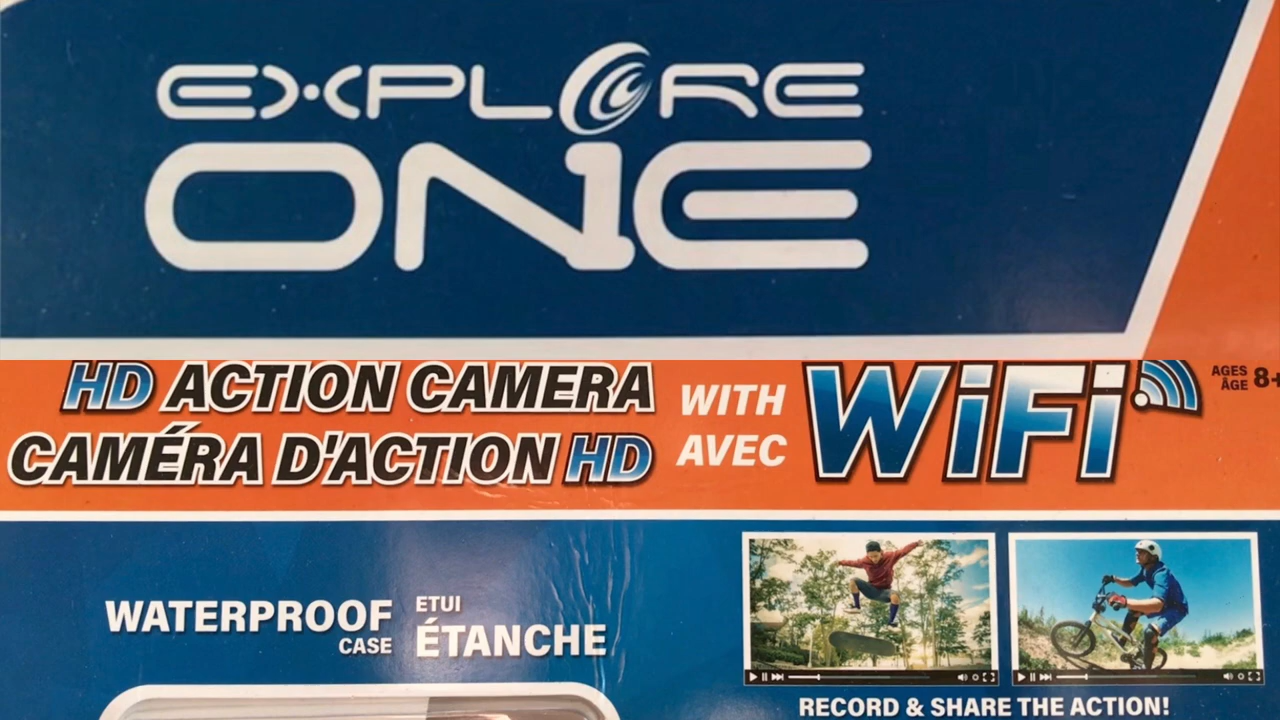 EXPLORE
ONE
HD ACTION CAMERA
CAMÉRA D'ACTION HD
WITH
AVEC
WiFi
AGES
ÂGE
8+
WATERPROOF
CASE
ETUI
ÉTANCHE
RECORD & SHARE THE ACTION!